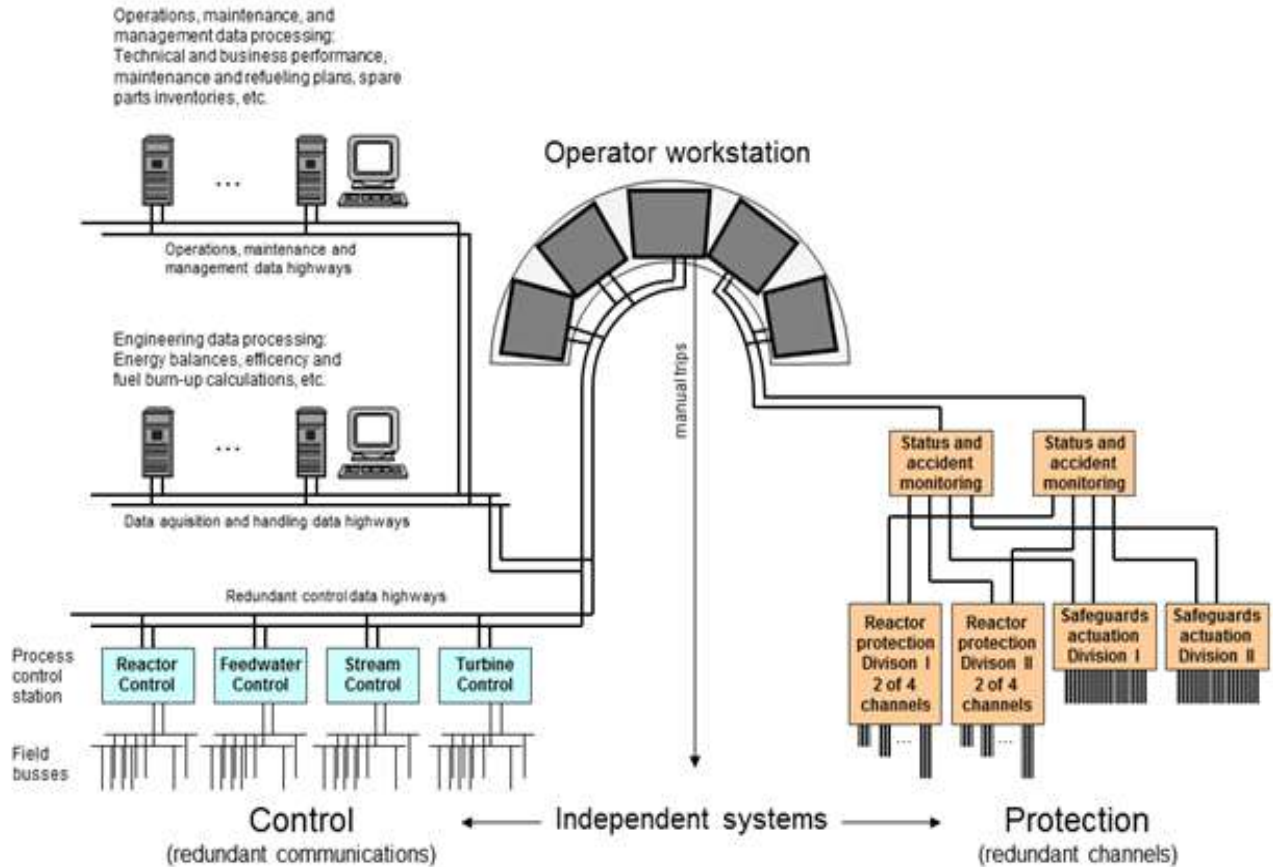 Operations, maintenance, and
management data processing:
Technical and business performance,
maintenance and refueling plans, spare
parts inventories, etc.
...
Operations, maintenance and
management data highways
Operator workstation
manual trips
Engineering data processing:
Energy balances, efficency and
fuel burn-up calculations, etc.
...
Data aquisition and handling data highways
Redundant control data highways
Process
control
station
Reactor
Control
Feedwater
Control
Stream
Control
Turbine
Control
Field
busses
Status and
accident
monitoring
Status and
accident
monitoring
Reactor
protection
Divison I
2 of 4
channels
Reactor
protection
Divison II
2 of 4
channels
Safeguards
actuation
Division I
Safeguards
actuation
Division II
...
...
Control
(redundant communications)
Independent systems
Protection
(redundant channels)